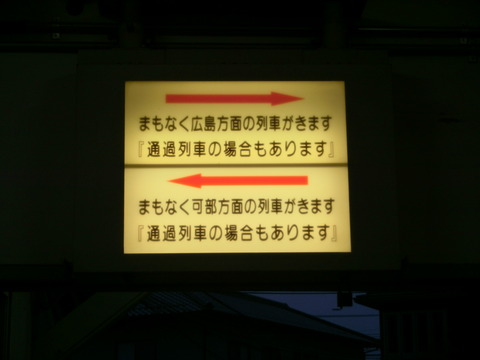 まもなく広島方面の列車がきます
『通過列車の場合もあります』
まもなく可部方面の列車がきます
『通過列車の場合もあります』